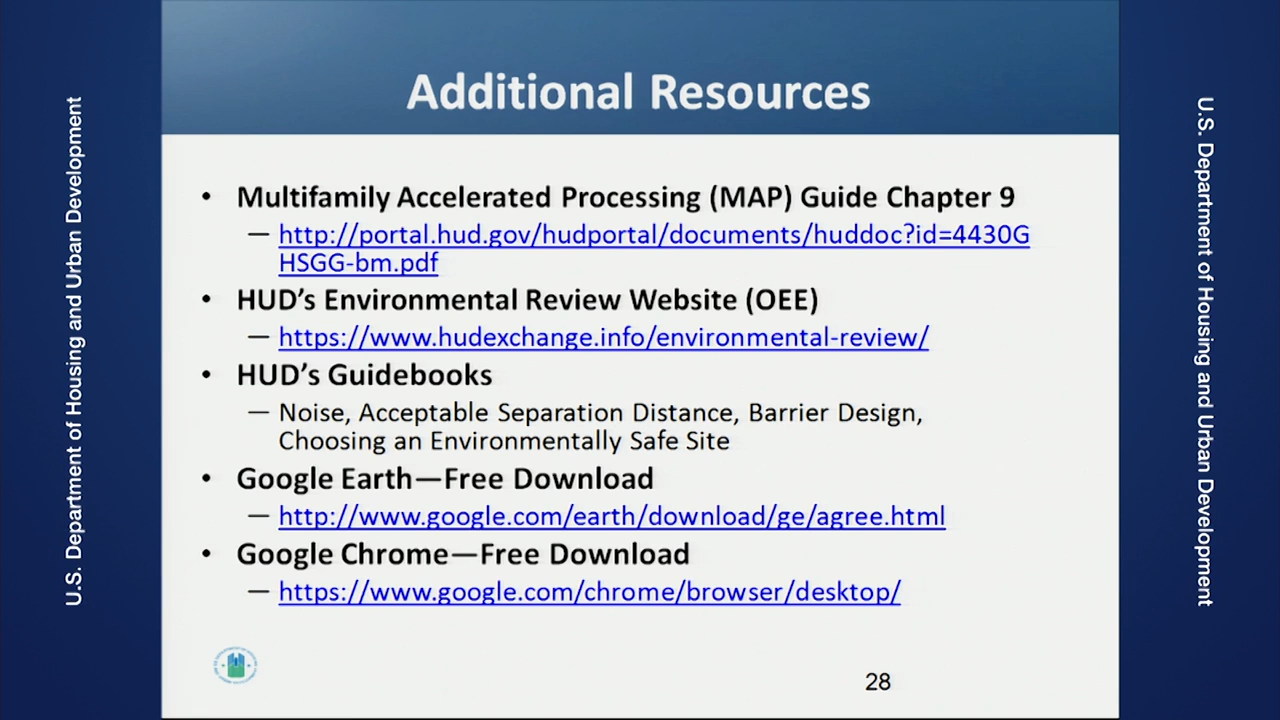 Additional Resources
U.S. Department of Housing and Urban Development
• Multifamily Accelerated Processing (MAP) Guide Chapter 9
— http://portal.hud.gov/hudportal/documents/huddoc?id=4430G
HSGG-bm.pdf
• HUD’s Environmental Review Website (OEE)
— https://www.hudexchange.info/environmental-review/
• HUD’s Guidebooks
— Noise, Acceptable Separation Distance, Barrier Design,
Choosing an Environmentally Safe Site
• Google Earth—Free Download
— http://www.google.com/earth/download/ge/agree.html
• Google Chrome—Free Download
— https://www.google.com/chrome/browser/desktop/
28
U.S. Department of Housing and Urban Development